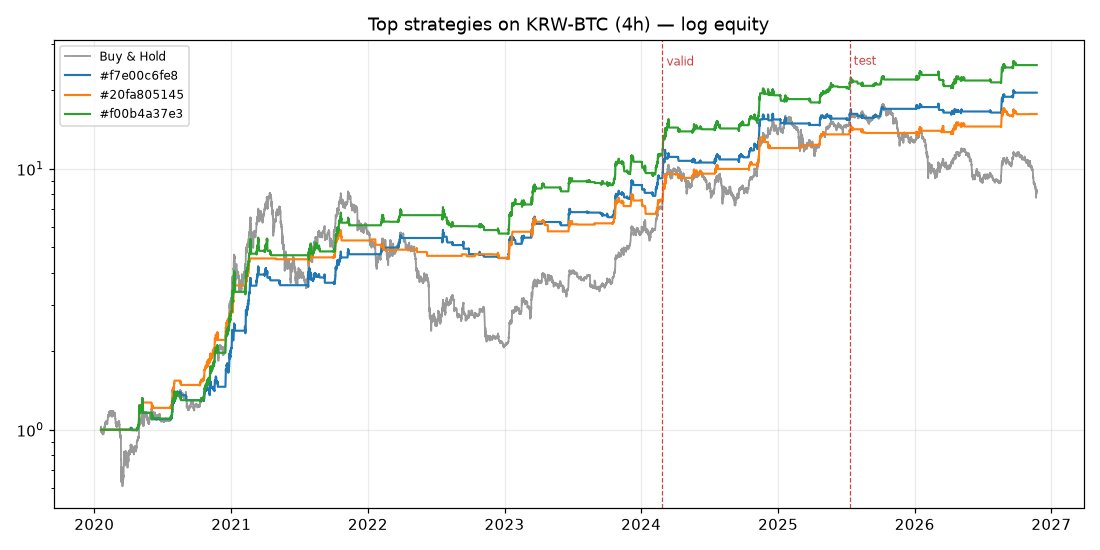 Top strategies on KRW-BTC (4h) — log equity
Buy & Hold
#f7e00c6fe8
#20fa805145
#f00b4a37e3
valid
test
10¹
10⁰
2020
2021
2022
2023
2024
2025
2026
2027